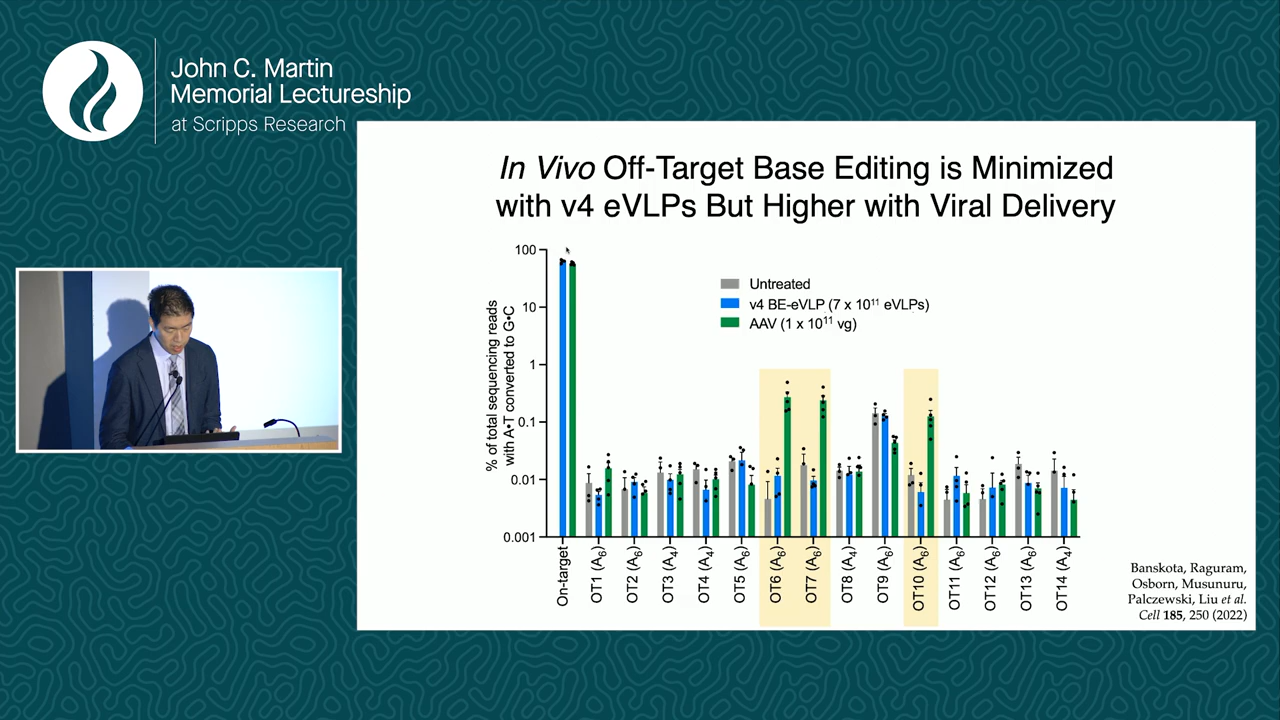 John C. Martin
Memorial Lectureship
at Scripps Research
In Vivo Off-Target Base Editing is Minimized
with v4 eVLPs But Higher with Viral Delivery
% of total sequencing reads
with A•T converted to G•C
100
10
1
0.1
0.01
0.001
Untreated
v4 BE-eVLP (7 x 10¹¹ eVLPs)
AAV (1 x 10¹¹ vg)
On-target
OT1 (A₆)
OT2 (A₆)
OT3 (A₄)
OT4 (A₄)
OT5 (A₆)
OT6 (A₆)
OT7 (A₆)
OT8 (A₄)
OT9 (A₆)
OT10 (A₆)
OT11 (A₆)
OT12 (A₆)
OT13 (A₆)
OT14 (A₄)
Banskota, Raguram,
Osborn, Musunuru,
Palczewski, Liu et al.
Cell 185, 250 (2022)